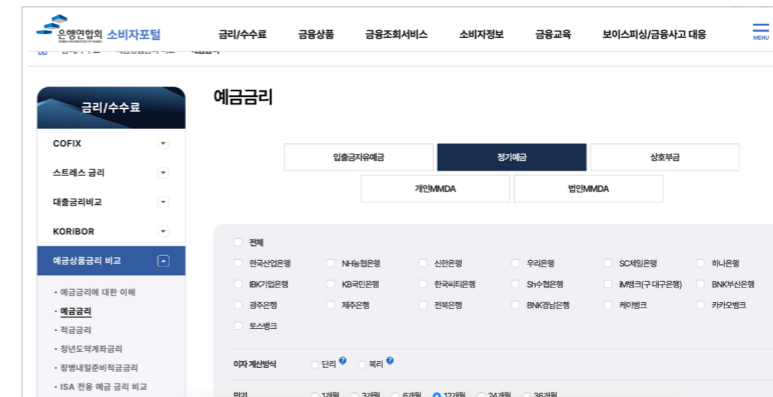 은행연합회 소비자포털
금리/수수료 금융상품 금융조회서비스 소비자정보 금융교육 보이스피싱/금융사고 대응
MENU
금리/수수료
COFIX
스트레스 금리
대출금리비교
KORIBOR
예금상품금리 비교
· 예금금리에 대한 이해
· 예금금리
· 적금금리
· 청년도약계좌금리
· 장병내일준비적금금리
· ISA 전용 예금 금리 비교
예금금리
입출금자유예금 정기예금 상호부금
개인MMDA 법인MMDA
전체
한국산업은행 NH농협은행 신한은행 우리은행 SC제일은행 하나은행
IBK기업은행 KB국민은행 한국씨티은행 Sh수협은행 iM뱅크(구 대구은행) BNK부산은행
광주은행 제주은행 전북은행 BNK경남은행 케이뱅크 카카오뱅크
토스뱅크
이자 계산방식 단리 ? 복리 ?
만기 1개월 3개월 6개월 12개월 24개월 36개월